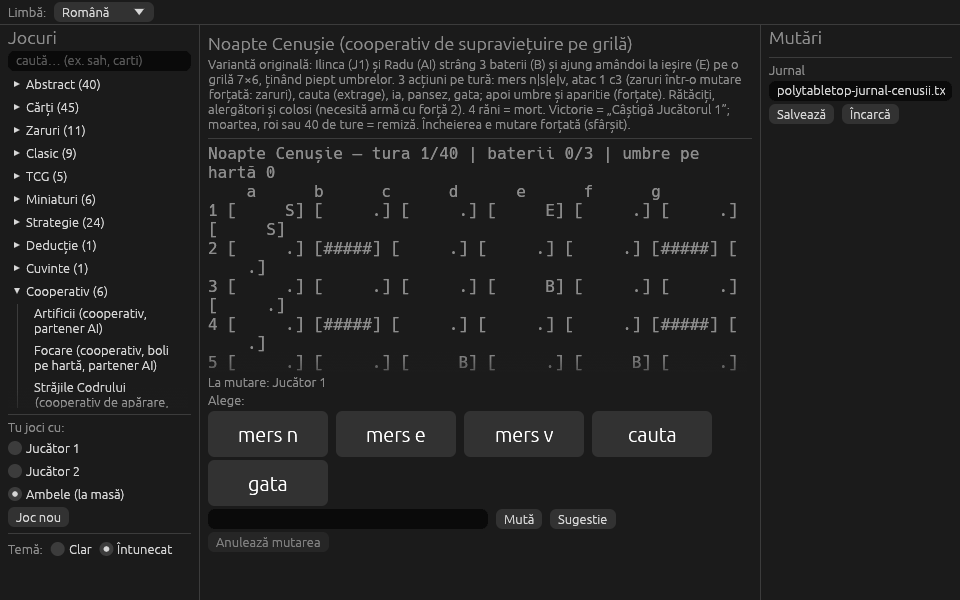 Limbă: Română
Jocuri
caută... (ex. sah, carti)
Abstract (40)
Cărți (45)
Zaruri (11)
Clasic (9)
TCG (5)
Miniaturi (6)
Strategie (24)
Deducție (1)
Cuvinte (1)
Cooperativ (6)
Artificii (cooperativ,
partener AI)
Focare (cooperativ, boli
pe hartă, partener AI)
Străjile Codrului
(cooperativ de apărare,
Tu joci cu:
Jucător 1
Jucător 2
Ambele (la masă)
Joc nou
Temă: Clar Întunecat
Noapte Cenușie (cooperativ de supraviețuire pe grilă)
Variantă originală: Ilinca (J1) și Radu (AI) strâng 3 baterii (B) și ajung amândoi la ieșire (E) pe o
grilă 7×6, ținând piept umbrelor. 3 acțiuni pe tură: mers n|s|e|v, atac 1 c3 (zaruri într-o mutare
forțată: zaruri), cauta (extrage), ia, pansez, gata; apoi umbre și aparitie (forțate). Rătăciți,
alergători și colosi (necesită armă cu forță 2). 4 răni = mort. Victorie = „Câștigă Jucătorul 1”;
moartea, roi sau 40 de ture = remiză. Încheierea e mutare forțată (sfârșit).
Noapte Cenușie — tura 1/40 | baterii 0/3 | umbre pe
hartă 0
a b c d e f g
1 [ S] [ .] [ .] [ E] [ .] [ .]
[ S]
2 [ .] [#####] [ .] [ .] [ .] [#####] [
.]
3 [ .] [ .] [ .] [ B] [ .] [ .]
[ .]
4 [ .] [#####] [ .] [ .] [ .] [#####] [
.]
5 [ .] [ .] [ B] [ .] [ B] [ .]
La mutare: Jucător 1
Alege:
mers n mers e mers v cauta
gata
Mută Sugestie
Anulează mutarea
Mutări
Jurnal
polytabletop-jurnal-cenusii.tx
Salvează Încarcă